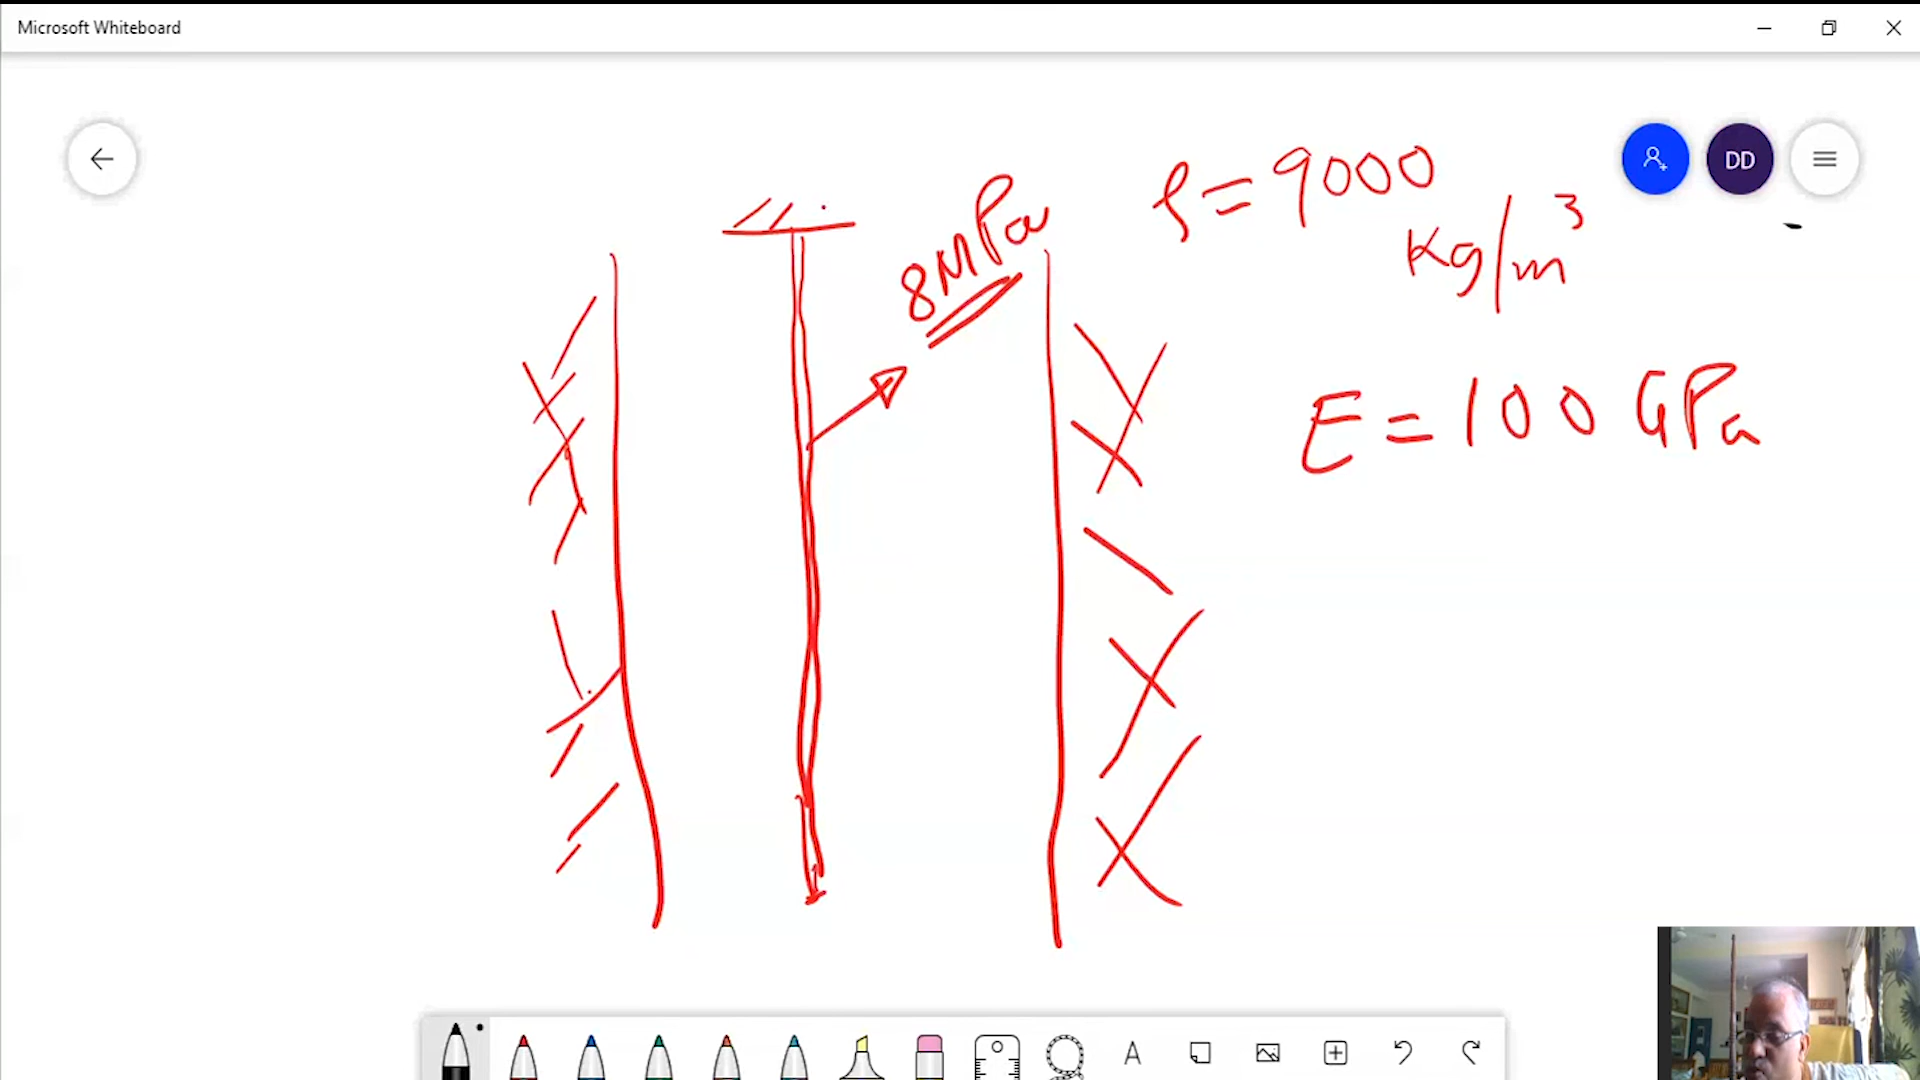 Microsoft Whiteboard
DD
ρ = 9000
Kg/m³
8MPa
E = 100 GPa
A